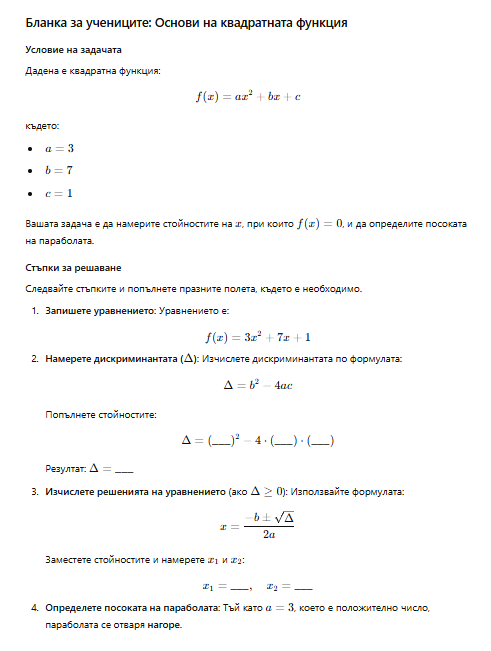 Бланка за учениците: Основи на квадратната функция
Условие на задачата
Дадена е квадратна функция:
f(x) = ax² + bx + c
където:
• a = 3
• b = 7
• c = 1
Вашата задача е да намерите стойностите на x, при които f(x) = 0, и да определите посоката
на параболата.
Стъпки за решаване
Следвайте стъпките и попълнете празните полета, където е необходимо.
1. Запишете уравнението: Уравнението е:
f(x) = 3x² + 7x + 1
2. Намерете дискриминантата (Δ): Изчислете дискриминантата по формулата:
Δ = b² − 4ac
Попълнете стойностите:
Δ = (___)² − 4 · (___) · (___)
Резултат: Δ = ___
3. Изчислете решенията на уравнението (ако Δ ≥ 0): Използвайте формулата:
x = (−b ± √Δ) / 2a
Заместете стойностите и намерете x₁ и x₂:
x₁ = ___, x₂ = ___
4. Определете посоката на параболата: Тъй като a = 3, което е положително число,
параболата се отваря нагоре.